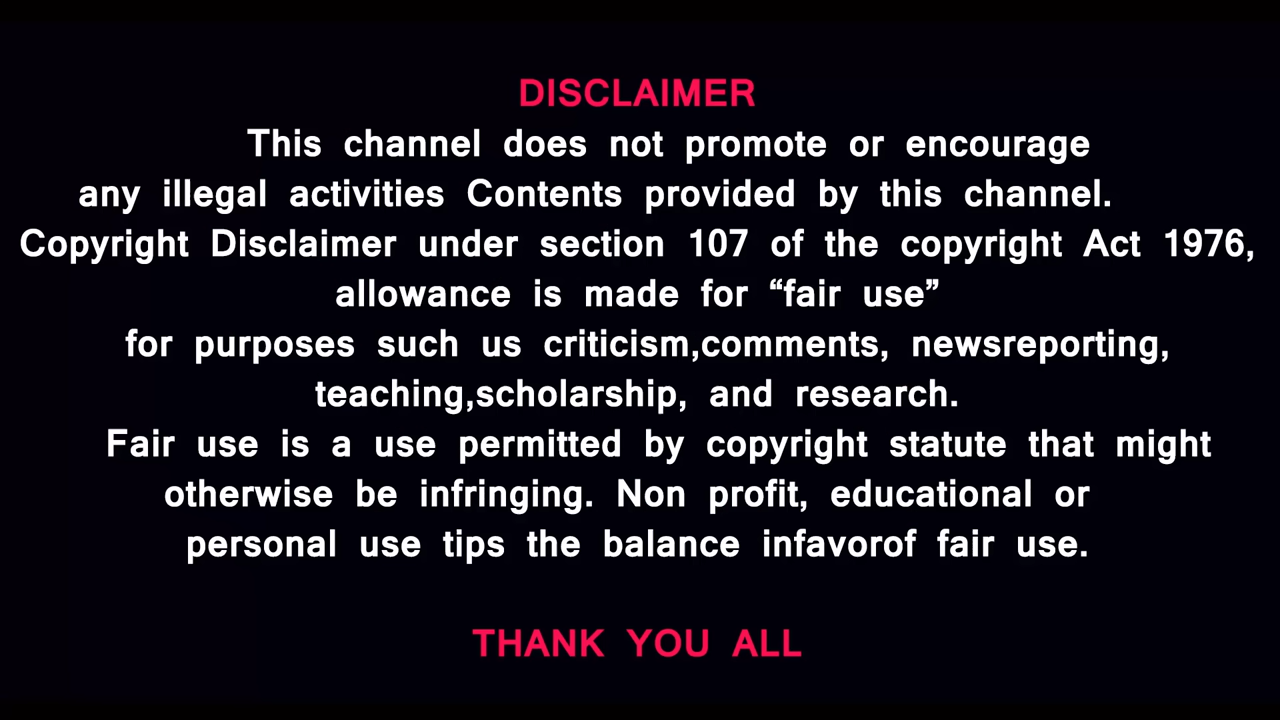 DISCLAIMER
This channel does not promote or encourage
any illegal activities Contents provided by this channel.
Copyright Disclaimer under section 107 of the copyright Act 1976,
allowance is made for “fair use”
for purposes such us criticism,comments, newsreporting,
teaching,scholarship, and research.
Fair use is a use permitted by copyright statute that might
otherwise be infringing. Non profit, educational or
personal use tips the balance infavorof fair use.
THANK YOU ALL